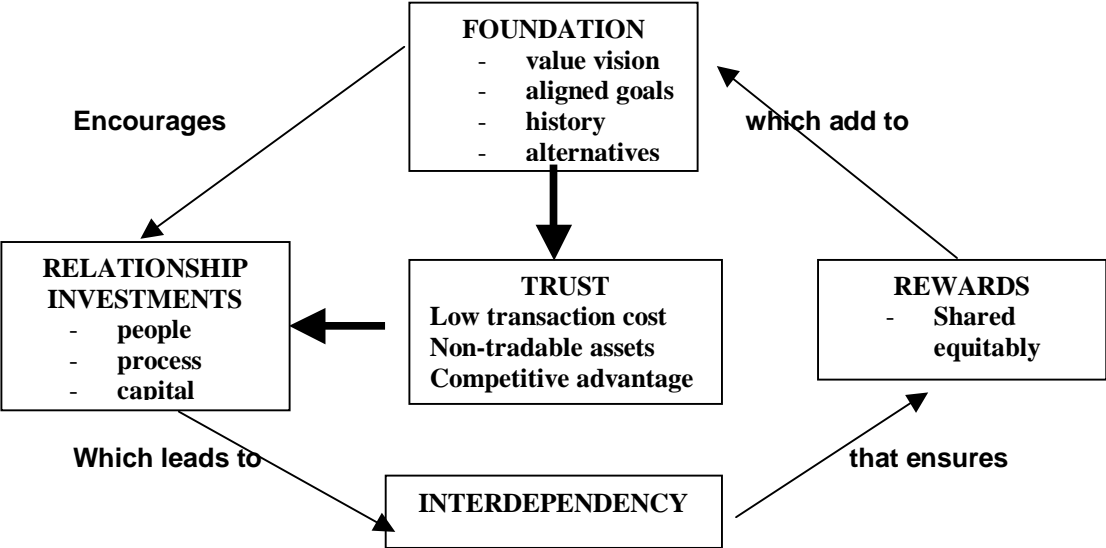 FOUNDATION
- value vision
- aligned goals
- history
- alternatives
Encourages
which add to
RELATIONSHIP
INVESTMENTS
- people
- process
- capital
TRUST
Low transaction cost
Non-tradable assets
Competitive advantage
REWARDS
- Shared
equitably
Which leads to
that ensures
INTERDEPENDENCY